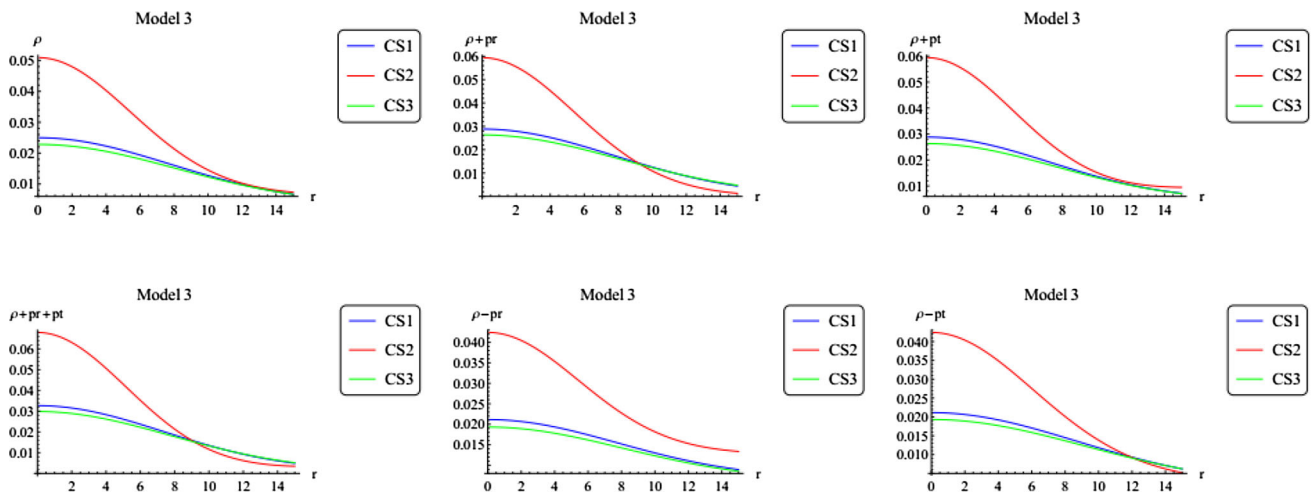 Model 3
ρ
0.05
0.04
0.03
0.02
0.01
0 2 4 6 8 10 12 14 r
CS1
CS2
CS3
Model 3
ρ+pr
0.06
0.05
0.04
0.03
0.02
0.01
2 4 6 8 10 12 14 r
CS1
CS2
CS3
Model 3
ρ+pt
0.06
0.05
0.04
0.03
0.02
0.01
0 2 4 6 8 10 12 14 r
CS1
CS2
CS3
Model 3
ρ+pr+pt
0.06
0.05
0.04
0.03
0.02
0.01
2 4 6 8 10 12 14 r
CS1
CS2
CS3
Model 3
ρ−pr
0.040
0.035
0.030
0.025
0.020
0.015
0 2 4 6 8 10 12 14 r
CS1
CS2
CS3
Model 3
ρ−pt
0.040
0.035
0.030
0.025
0.020
0.015
0.010
0 2 4 6 8 10 12 14 r
CS1
CS2
CS3